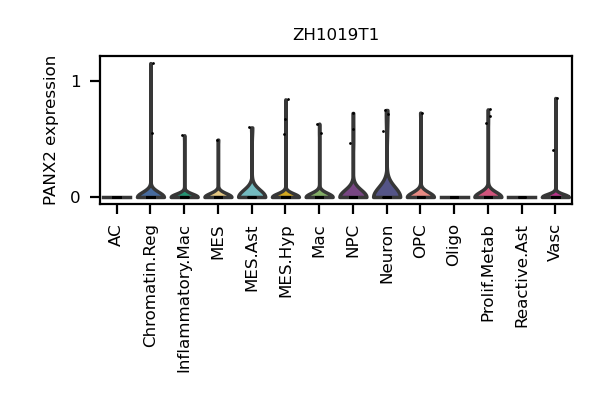 ZH1019T1
PANX2 expression
1
0
AC
Chromatin.Reg
Inflammatory.Mac
MES
MES.Ast
MES.Hyp
Mac
NPC
Neuron
OPC
Oligo
Prolif.Metab
Reactive.Ast
Vasc